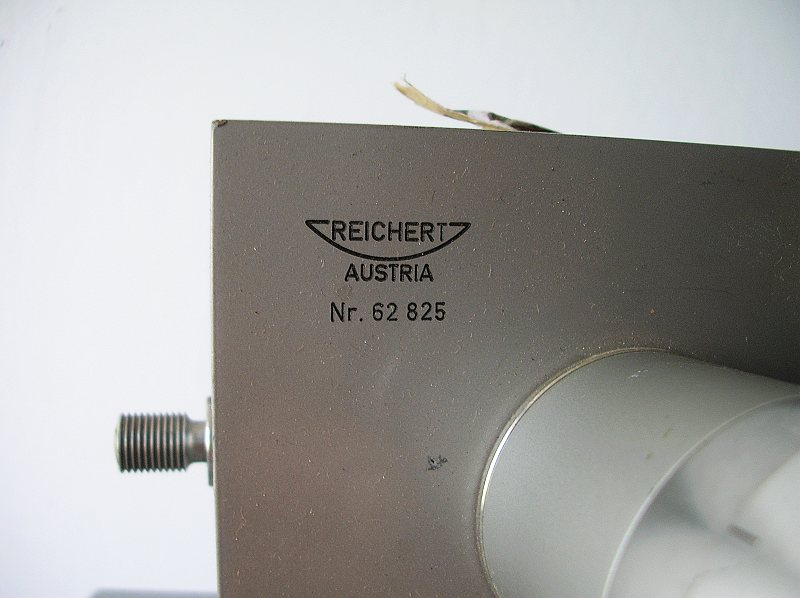 REICHERT
AUSTRIA
Nr. 62 825